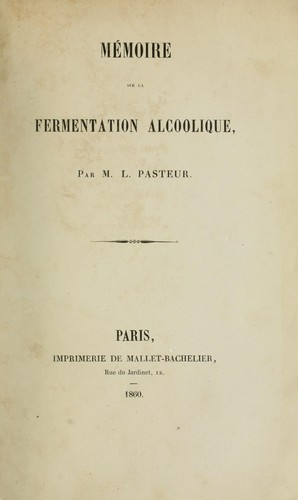 MÉMOIRE
SUR LA
FERMENTATION ALCOOLIQUE,
PAR M. L. PASTEUR.
PARIS,
IMPRIMERIE DE MALLET-BACHELIER,
Rue du Jardinet, 12.
1860.